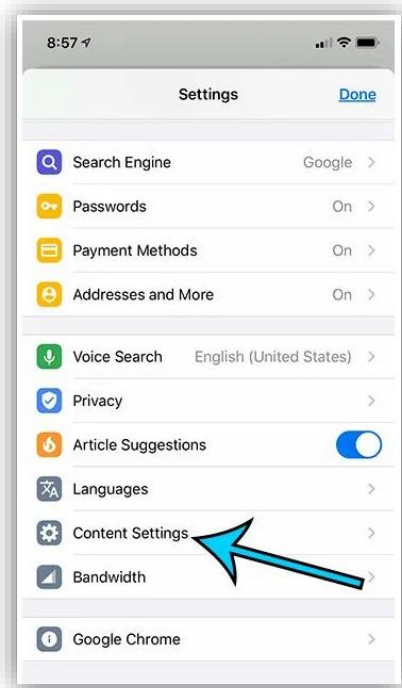 8:57
Settings Done
Search Engine Google
Passwords On
Payment Methods On
Addresses and More On
Voice Search English (United States)
Privacy
Article Suggestions
Languages
Content Settings
Bandwidth
Google Chrome